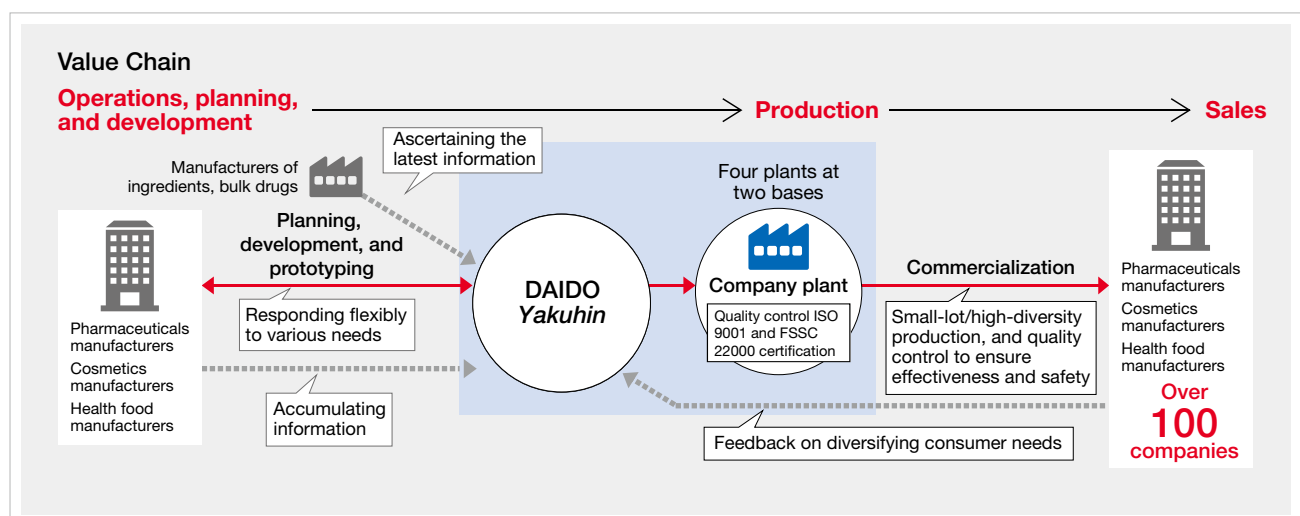 Value Chain
Operations, planning,
and development
Production
Sales
Ascertaining the
latest information
Manufacturers of
ingredients, bulk drugs
Four plants at
two bases
Planning,
development, and
prototyping
Responding flexibly
to various needs
Pharmaceuticals
manufacturers
Cosmetics
manufacturers
Health food
manufacturers
Accumulating
information
DAIDO
Yakuhin
Company plant
Quality control ISO
9001 and FSSC
22000 certification
Commercialization
Small-lot/high-diversity
production, and quality
control to ensure
effectiveness and safety
Feedback on diversifying consumer needs
Pharmaceuticals
manufacturers
Cosmetics
manufacturers
Health food
manufacturers
Over
100
companies